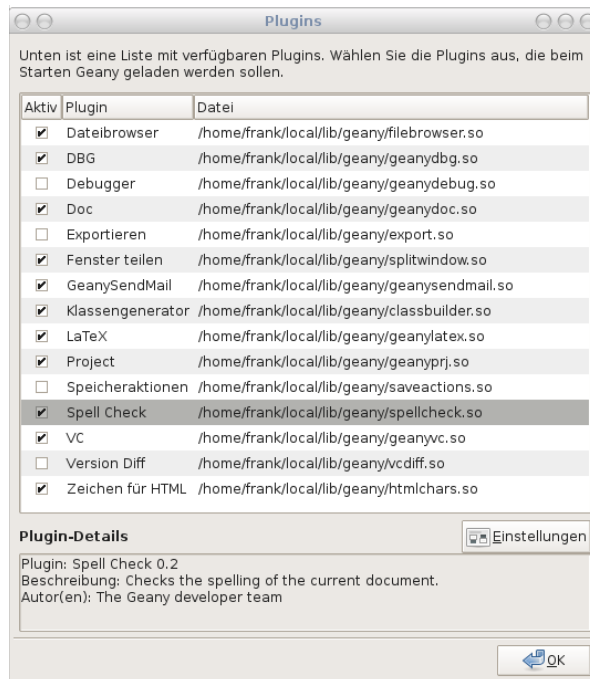 Plugins
Unten ist eine Liste mit verfügbaren Plugins. Wählen Sie die Plugins aus, die beim
Starten Geany geladen werden sollen.
Aktiv Plugin Datei
Dateibrowser /home/frank/local/lib/geany/filebrowser.so
DBG /home/frank/local/lib/geany/geanydbg.so
Debugger /home/frank/local/lib/geany/geanydebug.so
Doc /home/frank/local/lib/geany/geanydoc.so
Exportieren /home/frank/local/lib/geany/export.so
Fenster teilen /home/frank/local/lib/geany/splitwindow.so
GeanySendMail /home/frank/local/lib/geany/geanysendmail.so
Klassengenerator /home/frank/local/lib/geany/classbuilder.so
LaTeX /home/frank/local/lib/geany/geanylatex.so
Project /home/frank/local/lib/geany/geanyprj.so
Speicheraktionen /home/frank/local/lib/geany/saveactions.so
Spell Check /home/frank/local/lib/geany/spellcheck.so
VC /home/frank/local/lib/geany/geanyvc.so
Version Diff /home/frank/local/lib/geany/vcdiff.so
Zeichen für HTML /home/frank/local/lib/geany/htmlchars.so
Plugin-Details Einstellungen
Plugin: Spell Check 0.2
Beschreibung: Checks the spelling of the current document.
Autor(en): The Geany developer team
OK